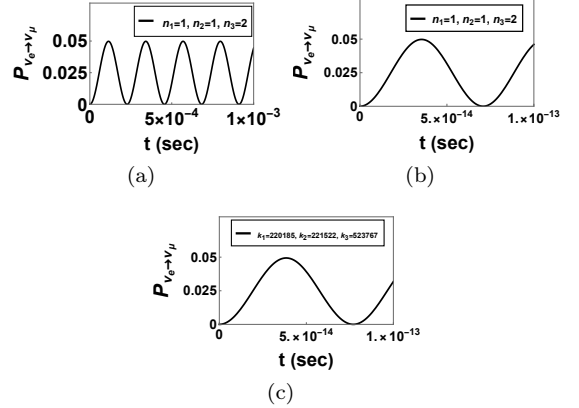 n₁=1, n₂=1, n₃=2
P_{νₑ→ν_μ}
0.05
0.025
0
0
5×10⁻⁴
1×10⁻³
t (sec)
(a)
n₁=1, n₂=1, n₃=2
P_{νₑ→ν_μ}
0.05
0.025
0
0
5.×10⁻¹⁴
1.×10⁻¹³
t (sec)
(b)
k₁=220185, k₂=221522, k₃=523767
P_{νₑ→ν_μ}
0.05
0.025
0
0
5.×10⁻¹⁴
1.×10⁻¹³
t (sec)
(c)